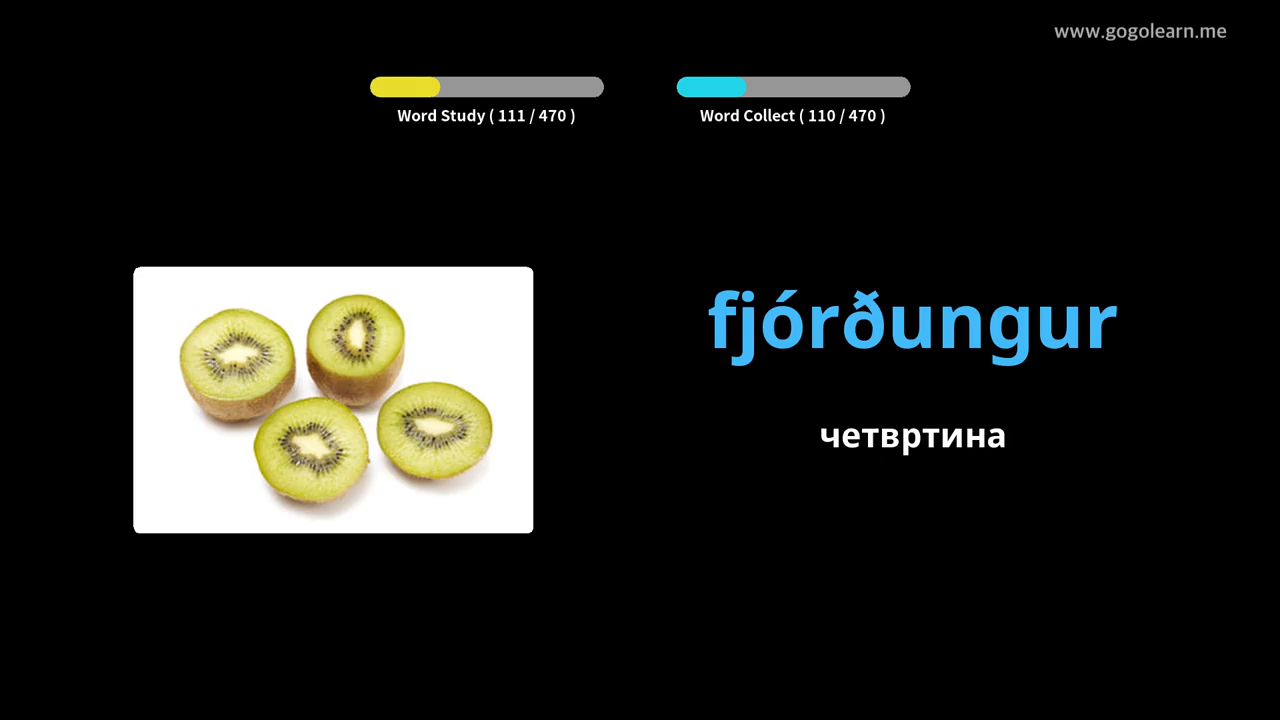 www.gogolearn.me
Word Study ( 111 / 470 )
Word Collect ( 110 / 470 )
fjórðungur
четвртина